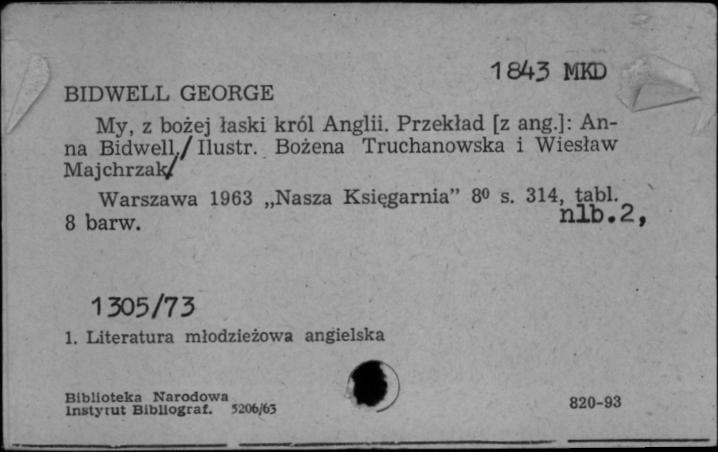 1843 MKD
BIDWELL GEORGE
My, z bożej łaski król Anglii. Przekład [z ang.]: An-
na Bidwell,/ Ilustr. Bożena Truchanowska i Wiesław
Majchrzak/
Warszawa 1963 „Nasza Księgarnia” 8⁰ s. 314, tabl.
8 barw. nlb.2,
1305/73
1. Literatura młodzieżowa angielska
Biblioteka Narodowa
Instytut Bibliograf. 5206/63 820-93